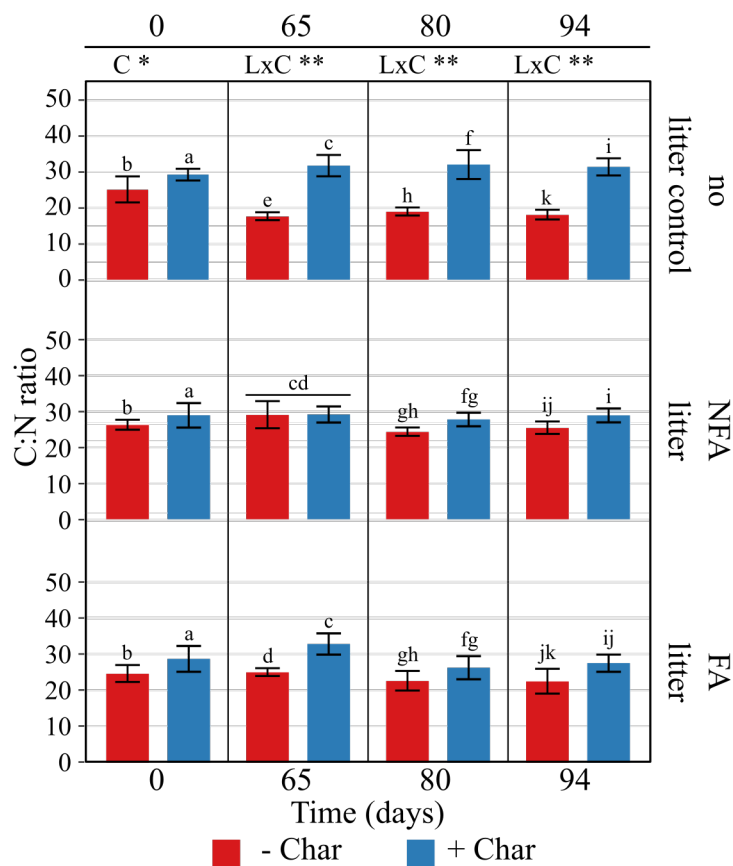 0 65 80 94
C * LxC ** LxC ** LxC **
50
40
30
20
10
0
b a e c h f k i
no
litter control
50
40
30
20
10
0
b a cd gh fg ij i
NFA
litter
C:N ratio
50
40
30
20
10
0
b a d c gh fg jk ij
FA
litter
0 65 80 94
Time (days)
- Char + Char